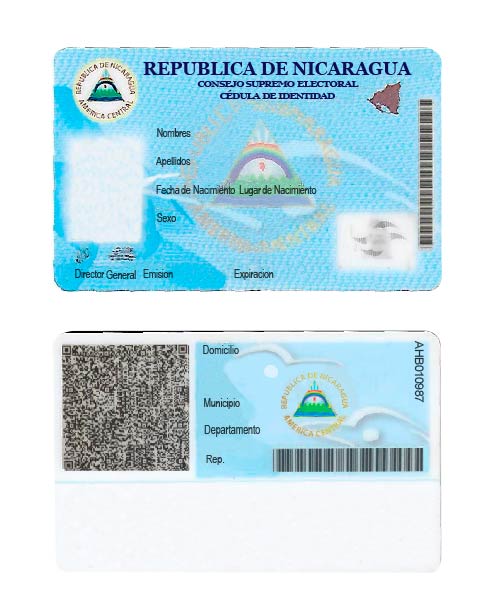 REPUBLICA DE NICARAGUA
CONSEJO SUPREMO ELECTORAL
CÉDULA DE IDENTIDAD
REPUBLICA DE NICARAGUA
AMERICA CENTRAL
Nombres
Apellidos
Fecha de Nacimiento Lugar de Nacimiento
Sexo
Director General Emision Expiracion
Domicilio
AHB010987
REPUBLICA DE NICARAGUA
AMERICA CENTRAL
Municipio
Departamento
Rep.